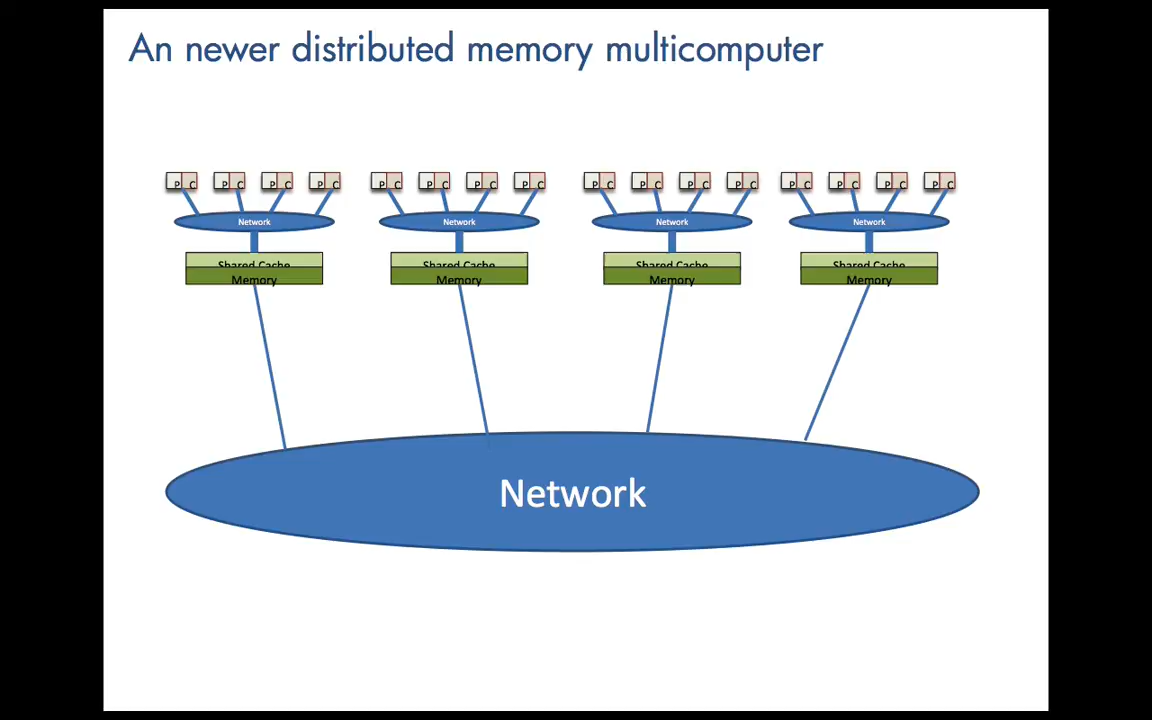 An newer distributed memory multicomputer
P C P C P C P C P C P C P C P C P C P C P C P C P C P C P C P C
Network Network Network Network
Shared Cache Shared Cache Shared Cache Shared Cache
Memory Memory Memory Memory
Network